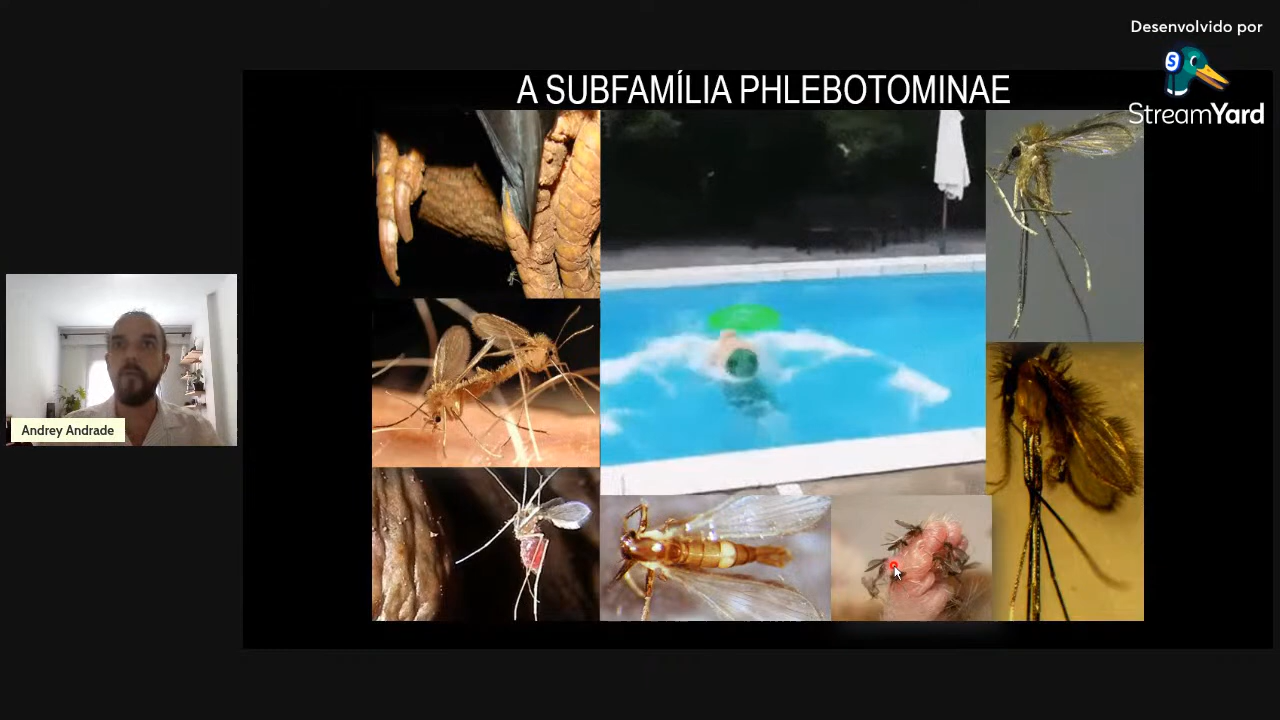 Desenvolvido por
StreamYard
A SUBFAMÍLIA PHLEBOTOMINAE
Andrey Andrade